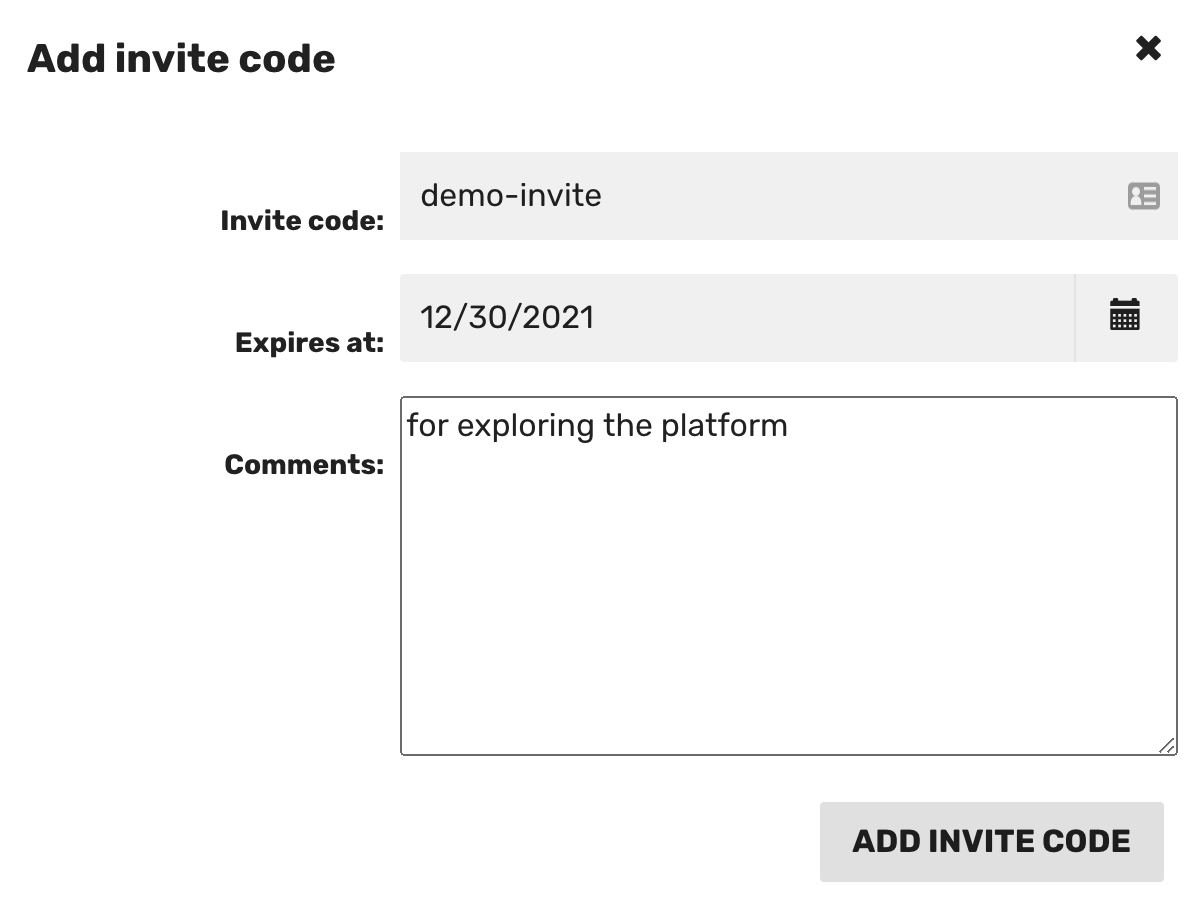 Add invite code
Invite code:
demo-invite
Expires at:
12/30/2021
Comments:
for exploring the platform
ADD INVITE CODE